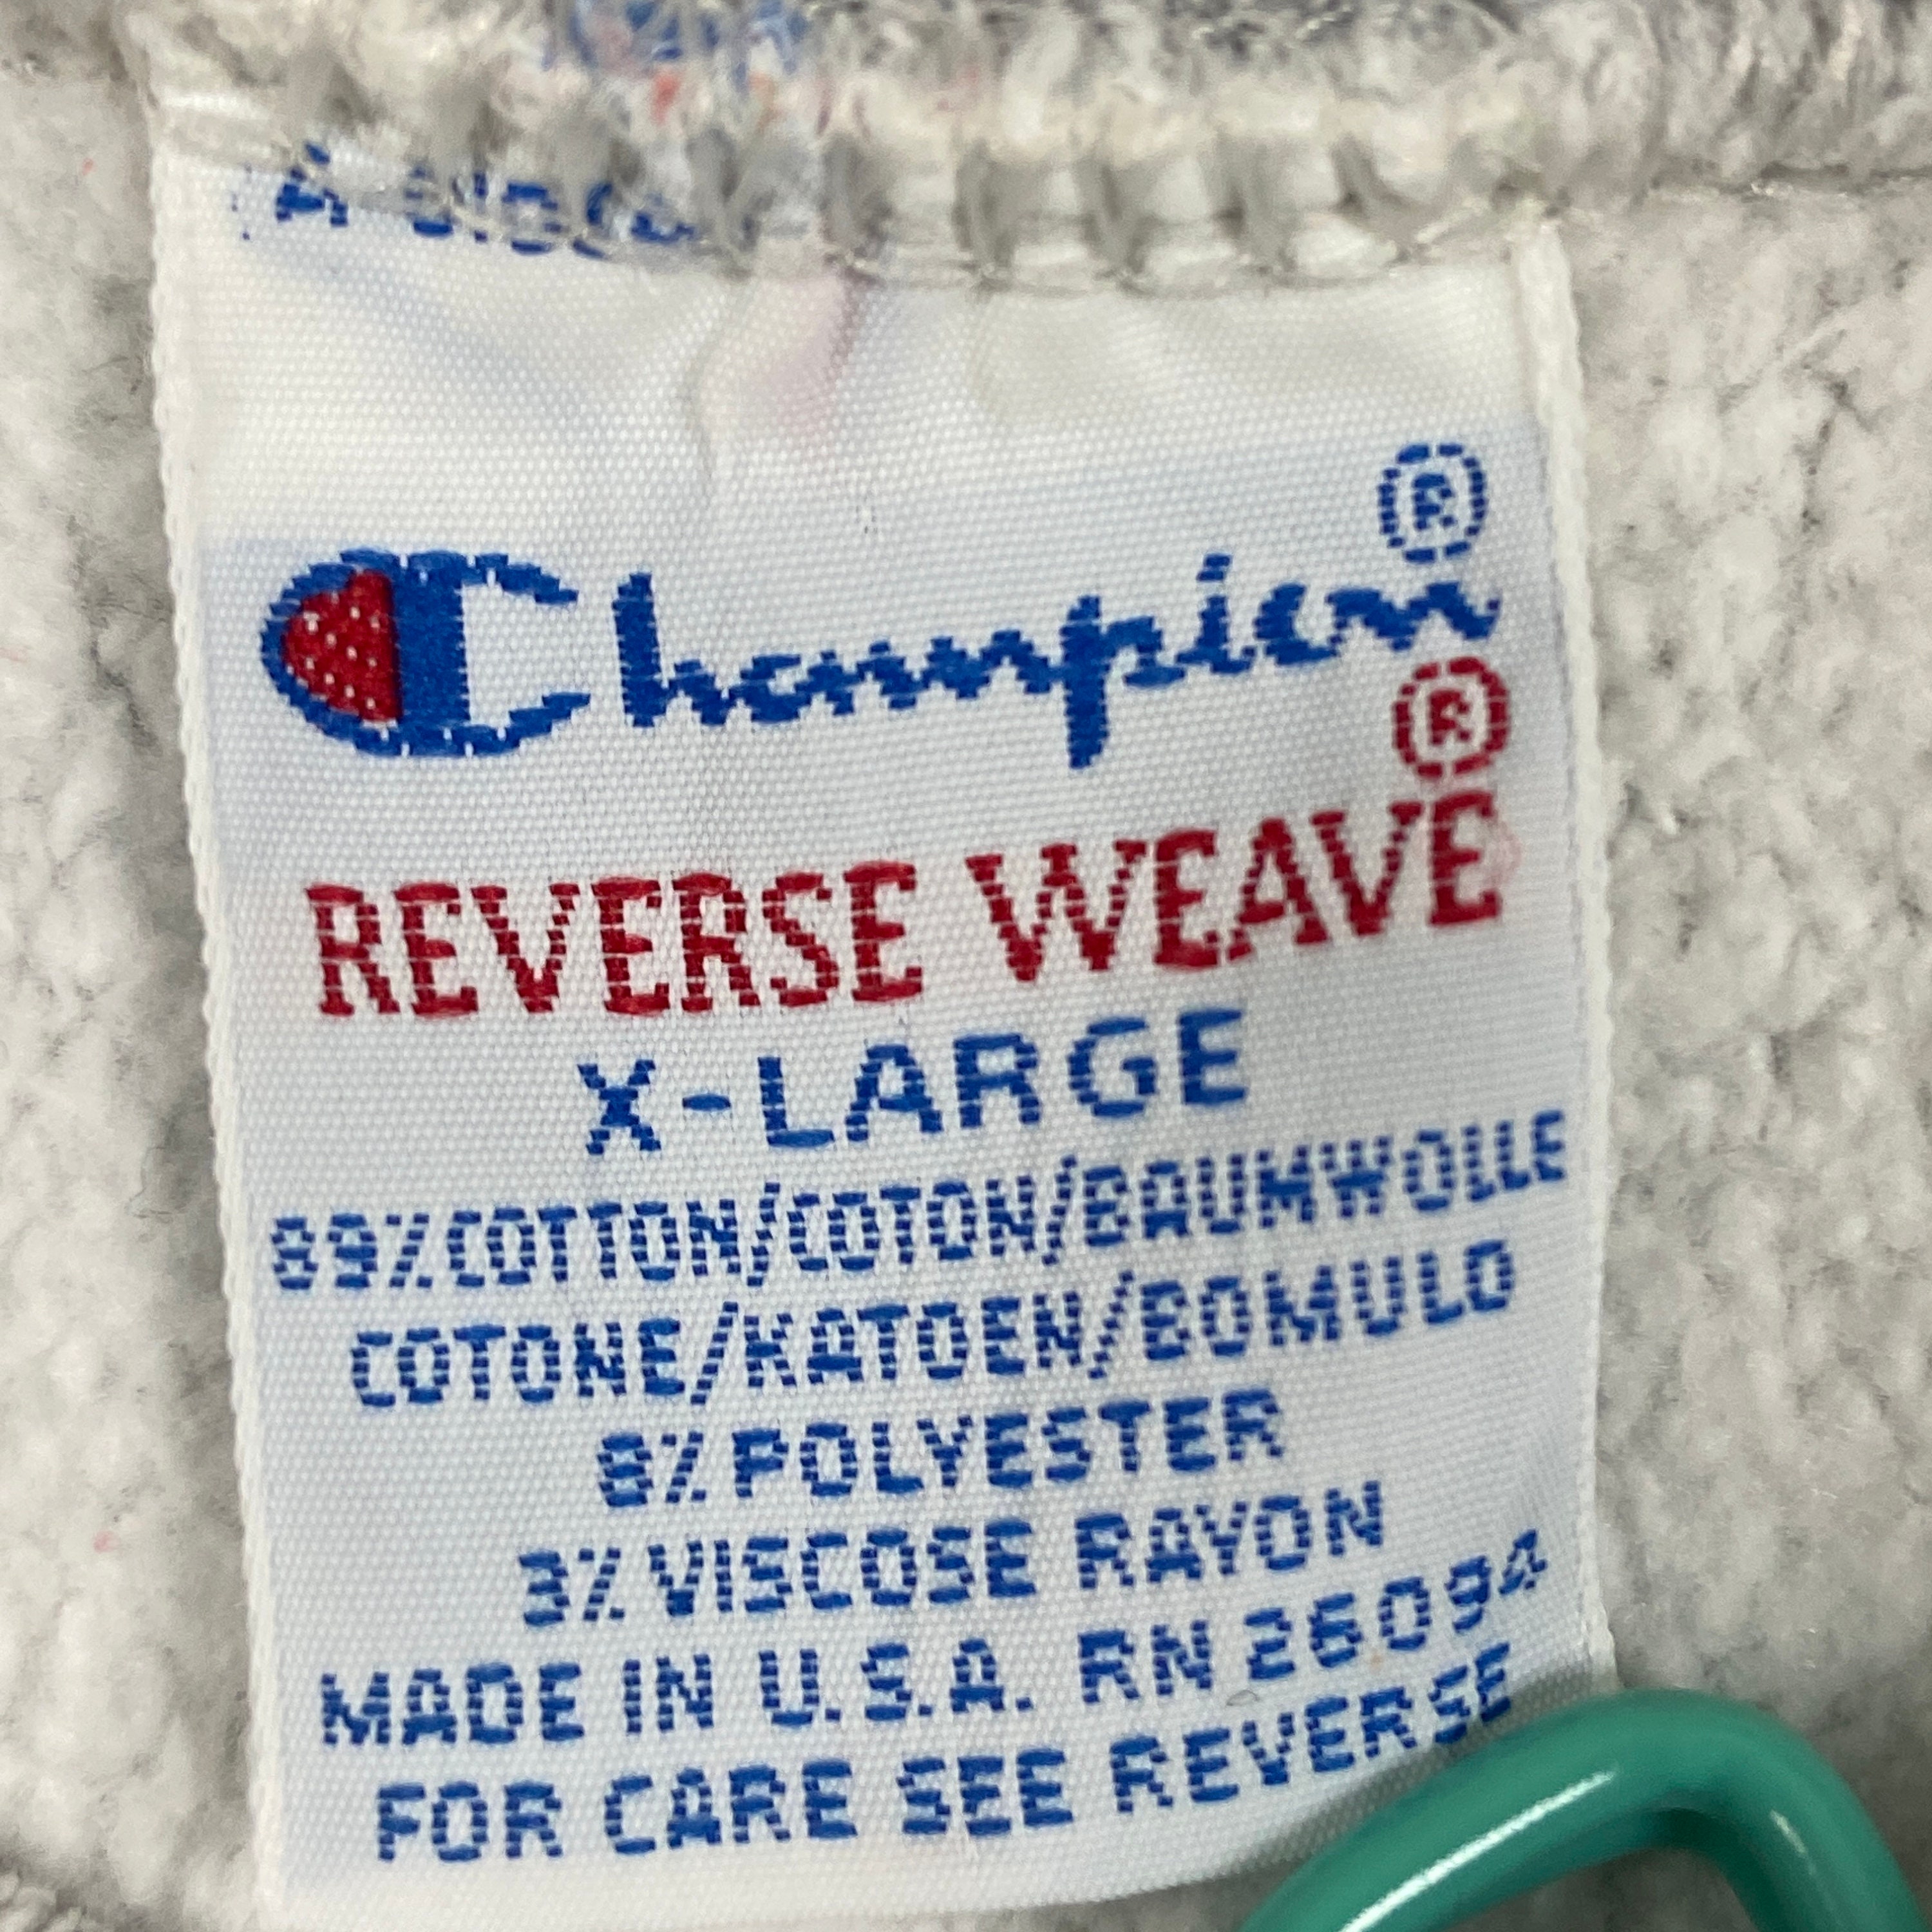 Champion®
REVERSE WEAVE®
X-LARGE
89%COTTON/COTON/BAUMWOLLE
COTONE/KATOEN/BOMULD
8%POLYESTER
3%VISCOSE RAYON
MADE IN U.S.A. RN 26094
FOR CARE SEE REVERSE